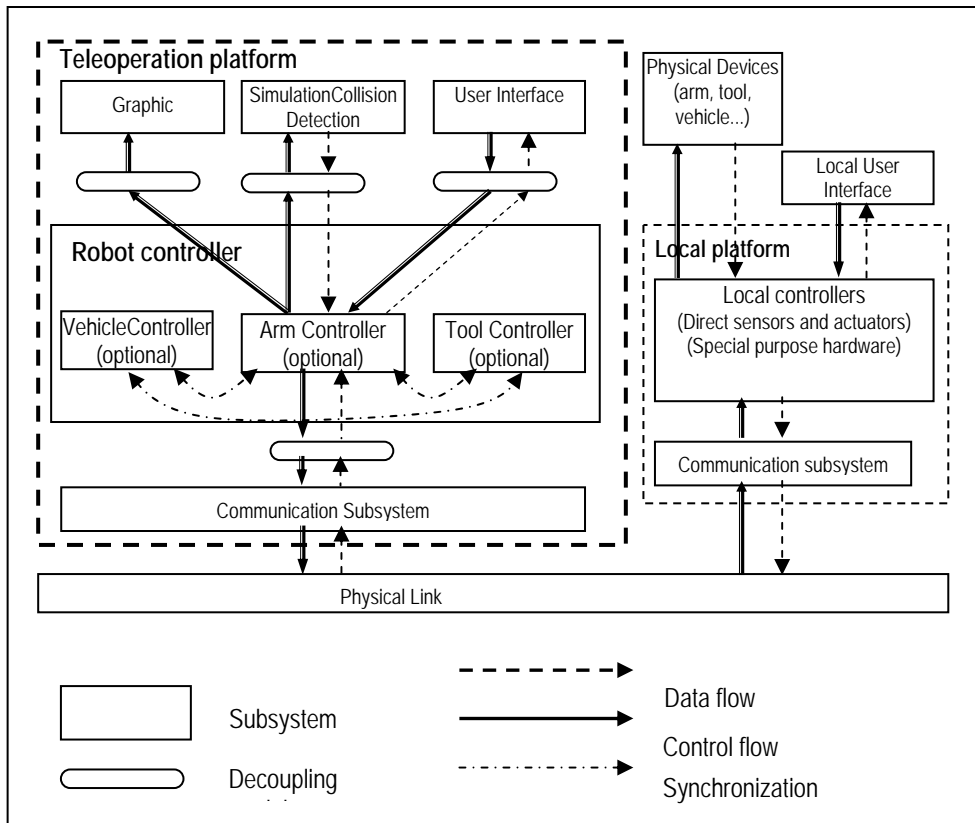 Teleoperation platform
Graphic
SimulationCollision
Detection
User Interface
Robot controller
VehicleController
(optional)
Arm Controller
(optional)
Tool Controller
(optional)
Communication Subsystem
Physical Devices
(arm, tool,
vehicle...)
Local User
Interface
Local platform
Local controllers
(Direct sensors and actuators)
(Special purpose hardware)
Communication subsystem
Physical Link
Subsystem
Decoupling
Data flow
Control flow
Synchronization